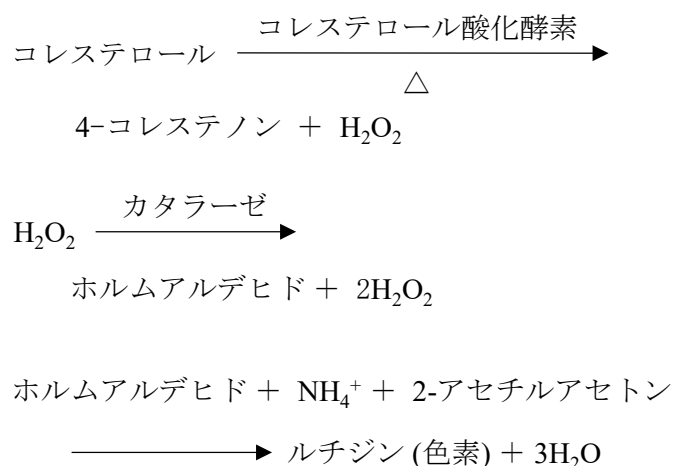 コレステロール酸化酵素
コレステロール
△
4-コレステノン + H₂O₂
カタラーゼ
H₂O₂
ホルムアルデヒド + 2H₂O₂
ホルムアルデヒド + NH₄⁺ + 2-アセチルアセトン
ルチジン (色素) + 3H₂O